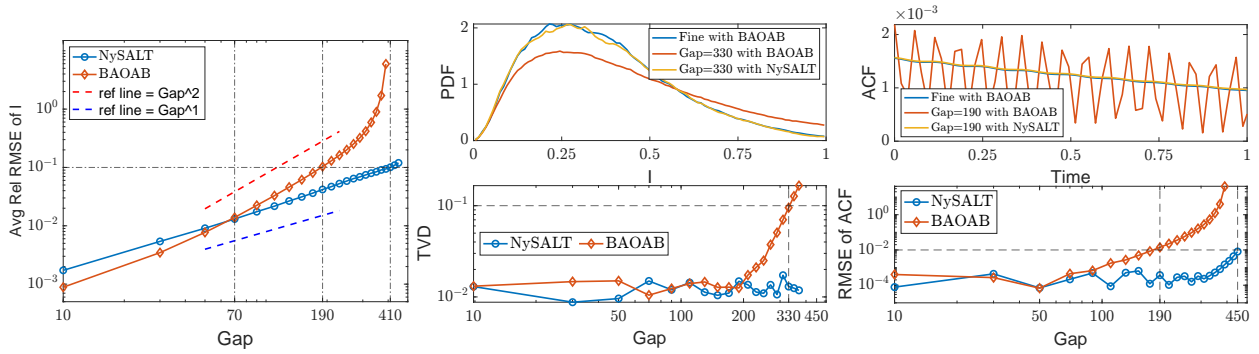 Avg Rel RMSE of I
10^0
10^-1
10^-2
10^-3
NySALT
BAOAB
ref line = Gap^2
ref line = Gap^1
10
70
190
410
Gap
PDF
2
1
0
Fine with BAOAB
Gap=330 with BAOAB
Gap=330 with NySALT
0
0.25
0.5
0.75
1
I
×10^-3
ACF
2
1
0
Fine with BAOAB
Gap=190 with BAOAB
Gap=190 with NySALT
0
0.25
0.5
0.75
1
Time
TVD
10^-1
10^-2
NySALT
BAOAB
10
50
100
200
330
450
Gap
RMSE of ACF
10^0
10^-2
10^-4
NySALT
BAOAB
10
50
100
190
450
Gap